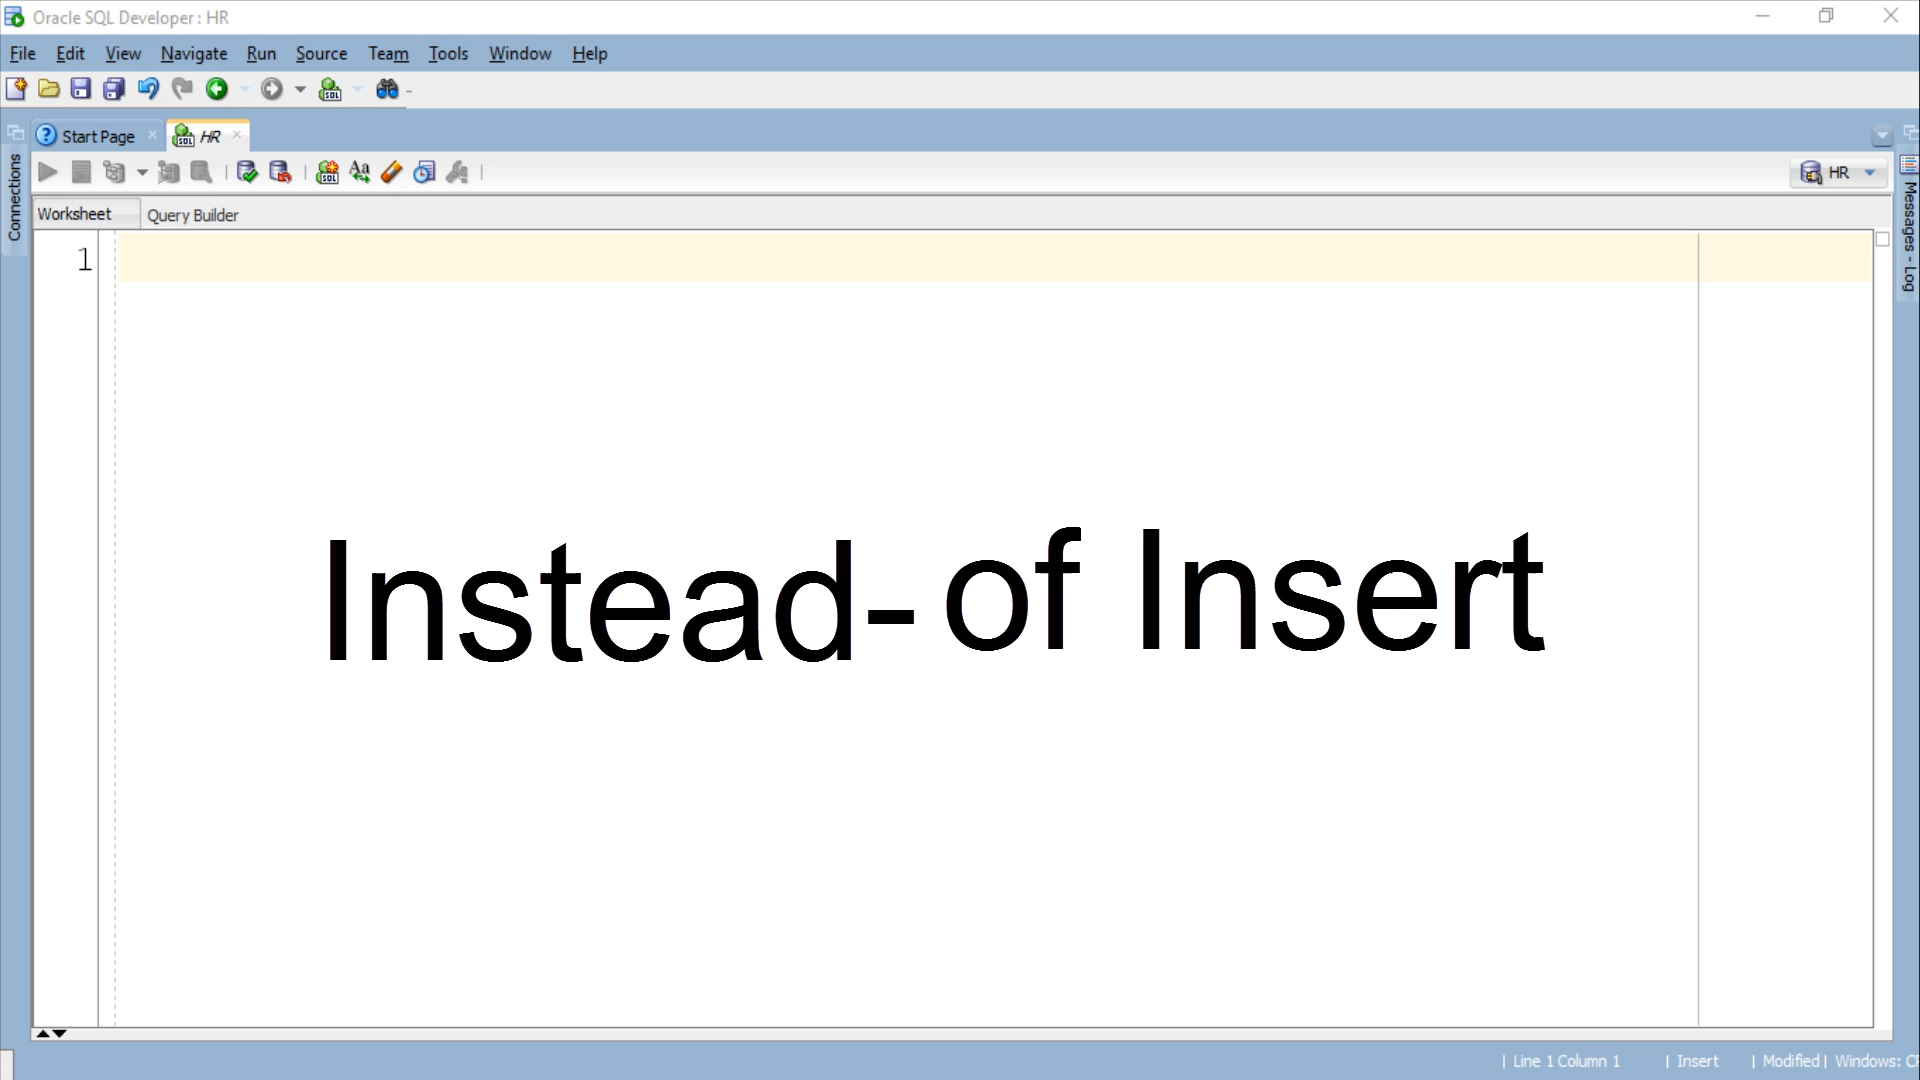 Oracle SQL Developer : HR
File Edit View Navigate Run Source Team Tools Window Help
Start Page HR
Connections
HR
Messages - Log
Worksheet Query Builder
1
Instead- of Insert
| Line 1 Column 1 | Insert | Modified | Windows: C